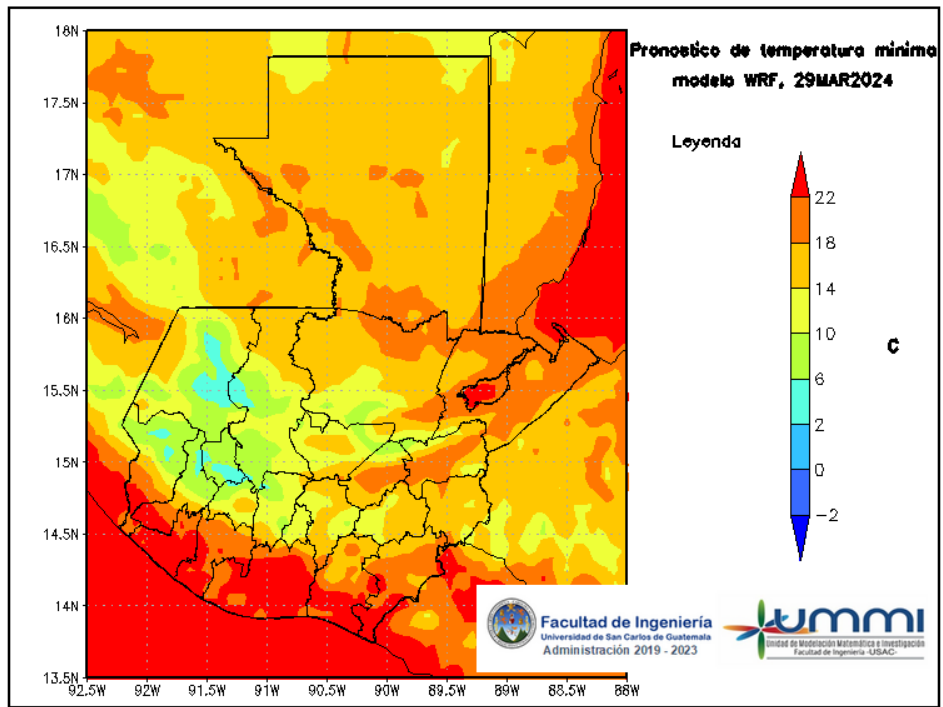 Pronostico de temperatura minima
modelo WRF, 29MAR2024
Leyenda
22
18
14
10
6
2
0
−2
C
18N
17.5N
17N
16.5N
16N
15.5N
15N
14.5N
14N
13.5N
92.5W 92W 91.5W 91W 90.5W 90W 89.5W 89W 88.5W 88W
Facultad de Ingeniería
Universidad de San Carlos de Guatemala
Administración 2019 - 2023
UMMI
Unidad de Modelación Matemática e Investigación
Facultad de Ingeniería -USAC-